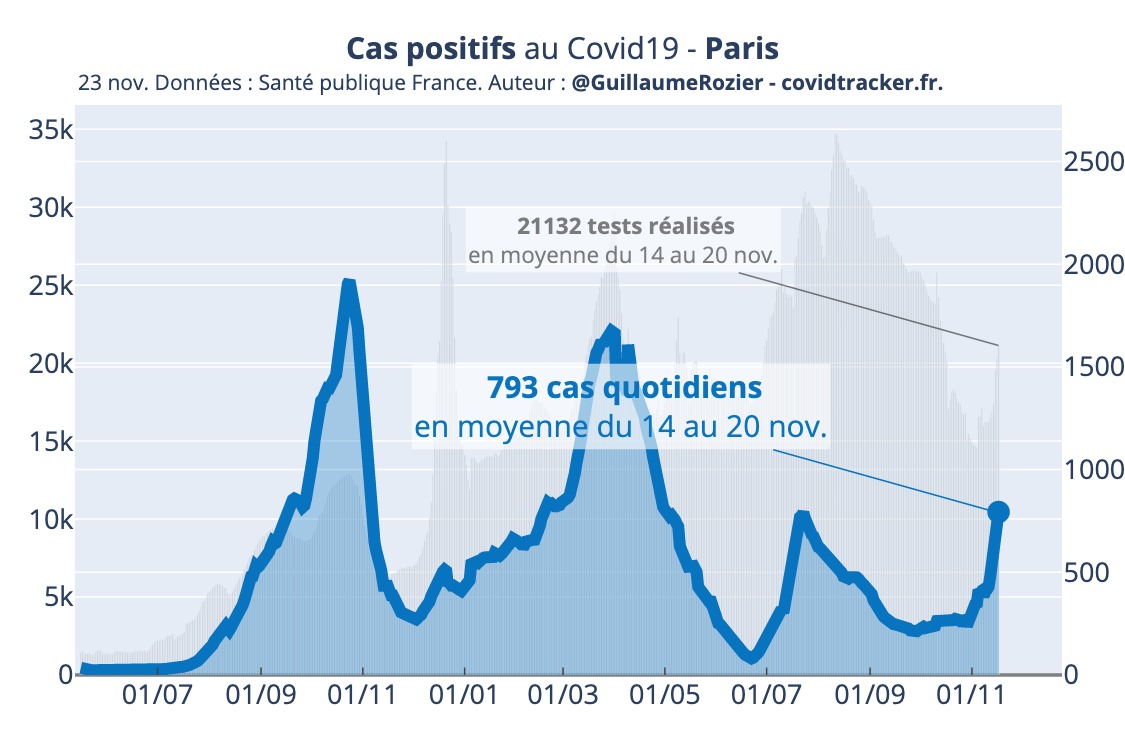 Cas positifs au Covid19 - Paris
23 nov. Données : Santé publique France. Auteur : @GuillaumeRozier - covidtracker.fr.
35k
2500
30k
21132 tests réalisés
en moyenne du 14 au 20 nov.
2000
25k
20k
1500
793 cas quotidiens
en moyenne du 14 au 20 nov.
15k
1000
10k
500
5k
0
0
01/07 01/09 01/11 01/01 01/03 01/05 01/07 01/09 01/11